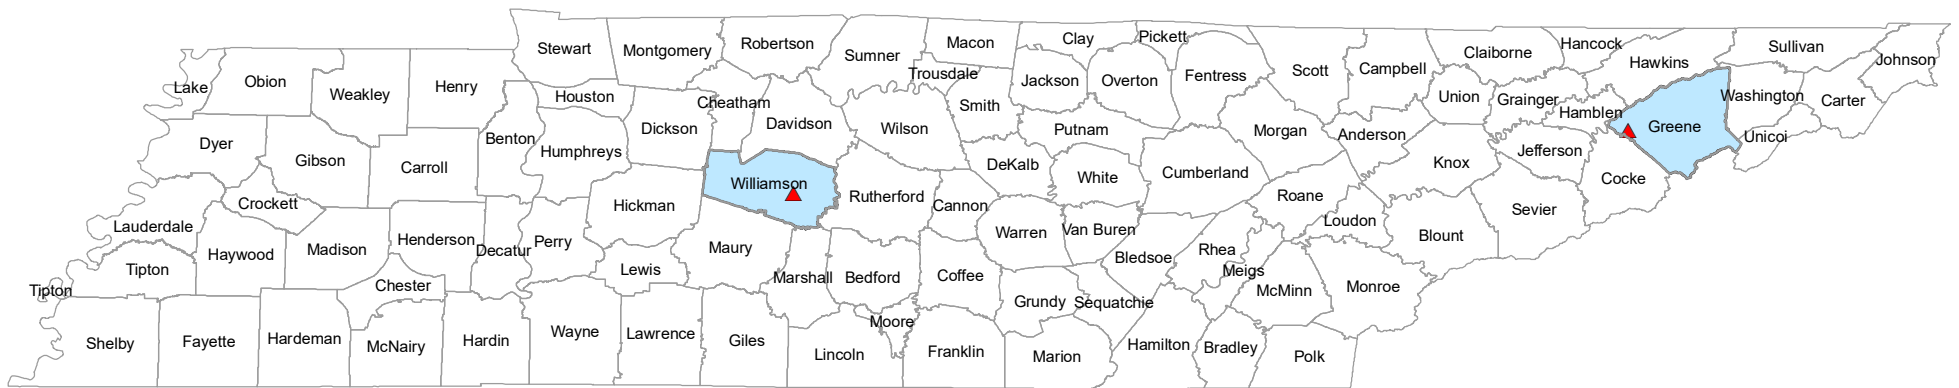 Stewart
Montgomery
Robertson
Sumner
Macon
Clay
Pickett
Claiborne
Hancock
Sullivan
Johnson
Lake
Obion
Weakley
Henry
Houston
Cheatham
Trousdale
Jackson
Overton
Fentress
Scott
Campbell
Hawkins
Union
Grainger
Hamblen
Greene
Washington
Carter
Unicoi
Dyer
Gibson
Carroll
Benton
Humphreys
Dickson
Davidson
Wilson
Smith
Putnam
Morgan
Anderson
Knox
Jefferson
Cocke
Lauderdale
Crockett
Hickman
Williamson
Rutherford
Cannon
DeKalb
White
Cumberland
Roane
Loudon
Sevier
Tipton
Haywood
Madison
Henderson
Decatur
Perry
Lewis
Maury
Warren
Van Buren
Bledsoe
Rhea
Blount
Tipton
Chester
Marshall
Bedford
Coffee
Grundy
Sequatchie
Meigs
McMinn
Monroe
Shelby
Fayette
Hardeman
McNairy
Hardin
Wayne
Lawrence
Giles
Lincoln
Moore
Franklin
Marion
Hamilton
Bradley
Polk